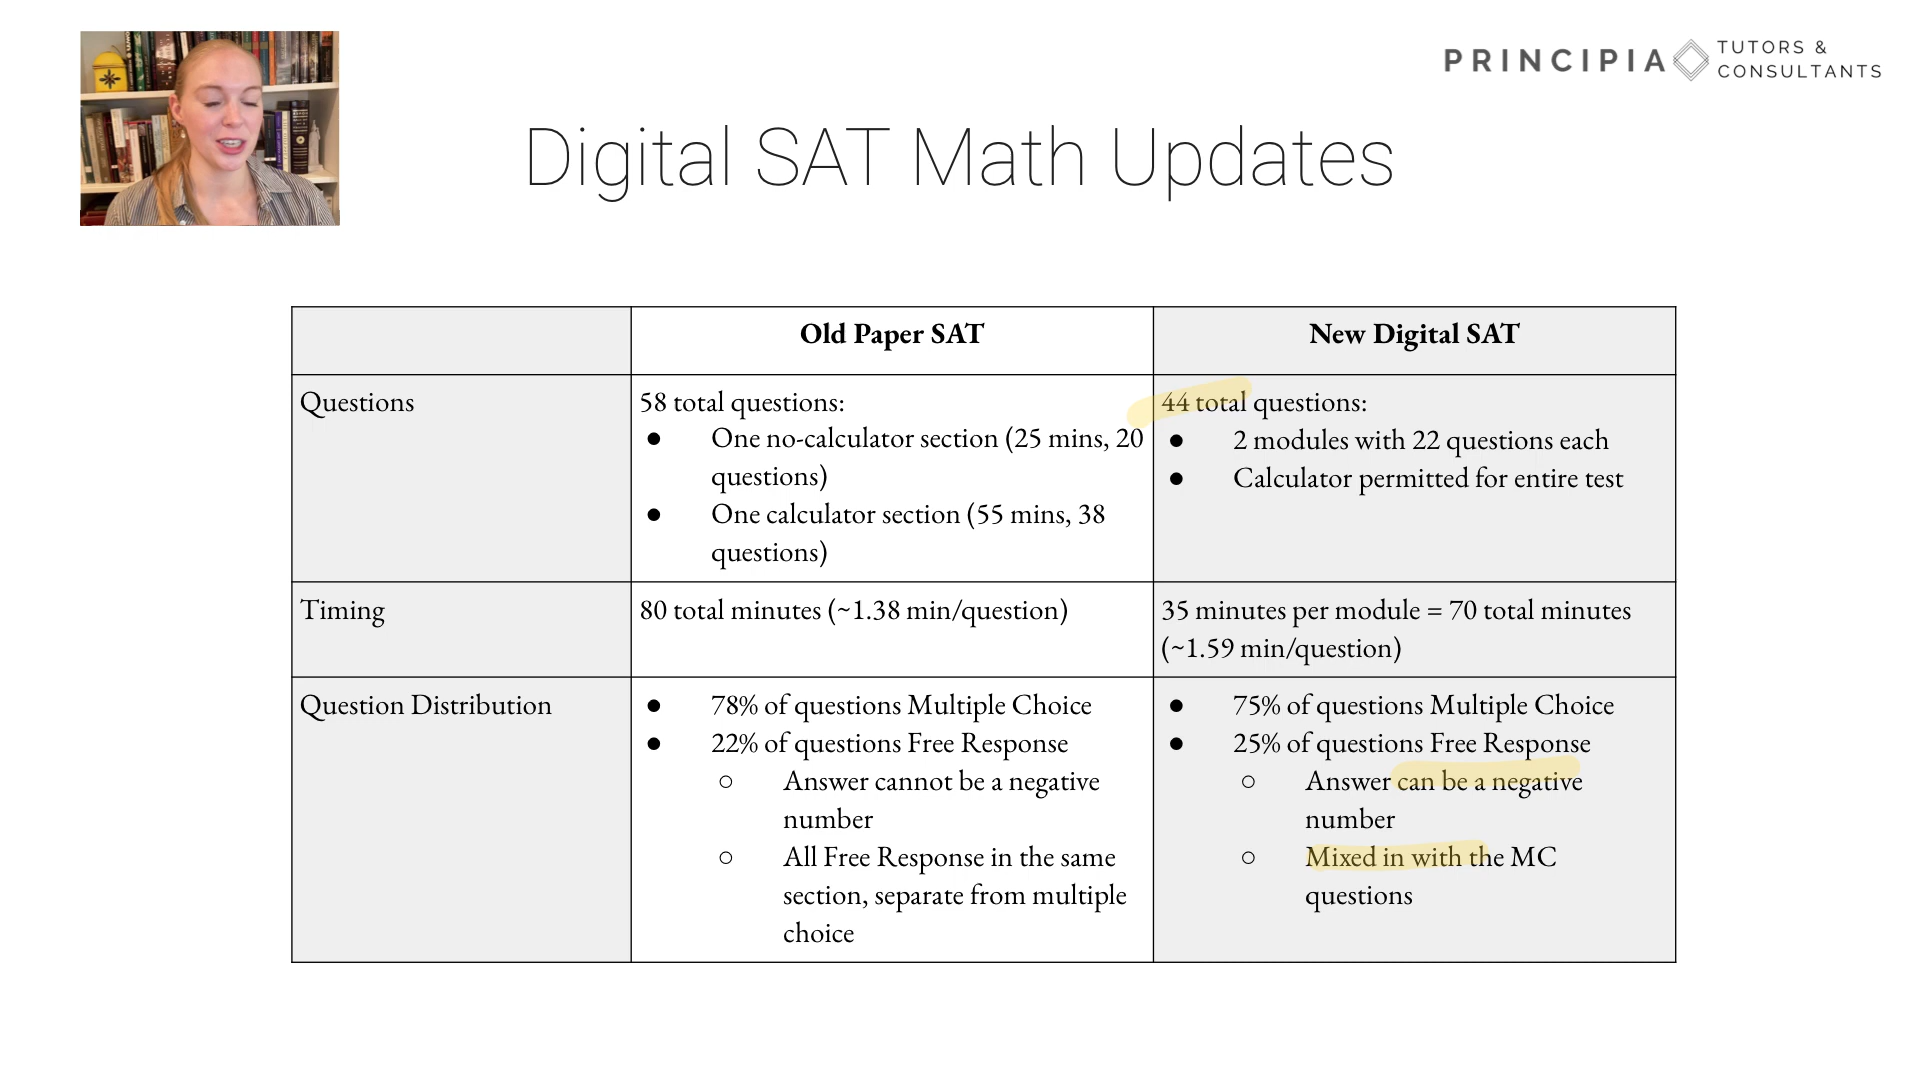 PRINCIPIA
TUTORS &
CONSULTANTS
Digital SAT Math Updates
Old Paper SAT
New Digital SAT
Questions
58 total questions:
● One no-calculator section (25 mins, 20
questions)
● One calculator section (55 mins, 38
questions)
44 total questions:
● 2 modules with 22 questions each
● Calculator permitted for entire test
Timing
80 total minutes (~1.38 min/question)
35 minutes per module = 70 total minutes
(~1.59 min/question)
Question Distribution
● 78% of questions Multiple Choice
● 22% of questions Free Response
○ Answer cannot be a negative
number
○ All Free Response in the same
section, separate from multiple
choice
● 75% of questions Multiple Choice
● 25% of questions Free Response
○ Answer can be a negative
number
○ Mixed in with the MC
questions